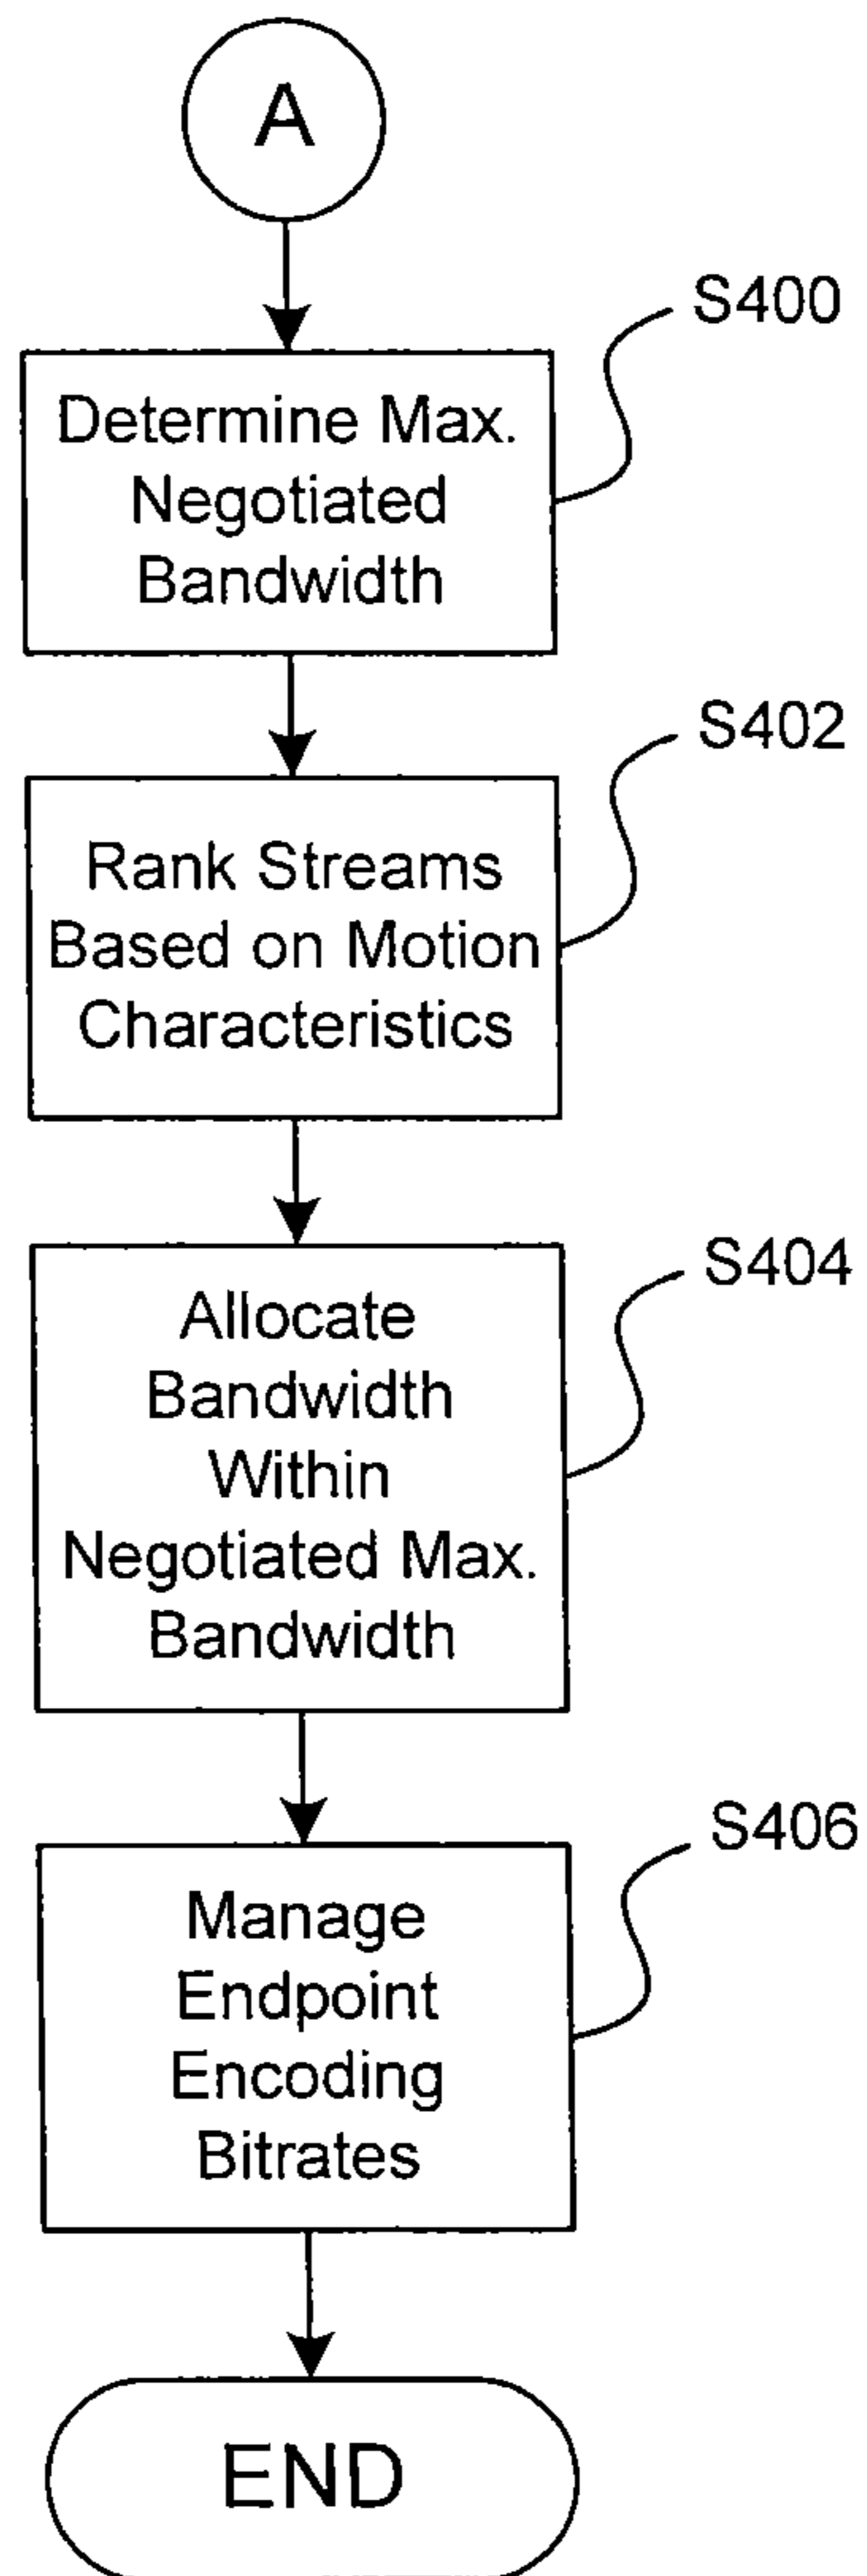 A
S400
Determine Max.
Negotiated
Bandwidth
S402
Rank Streams
Based on Motion
Characteristics
S404
Allocate
Bandwidth
Within
Negotiated Max.
Bandwidth
S406
Manage
Endpoint
Encoding
Bitrates
END